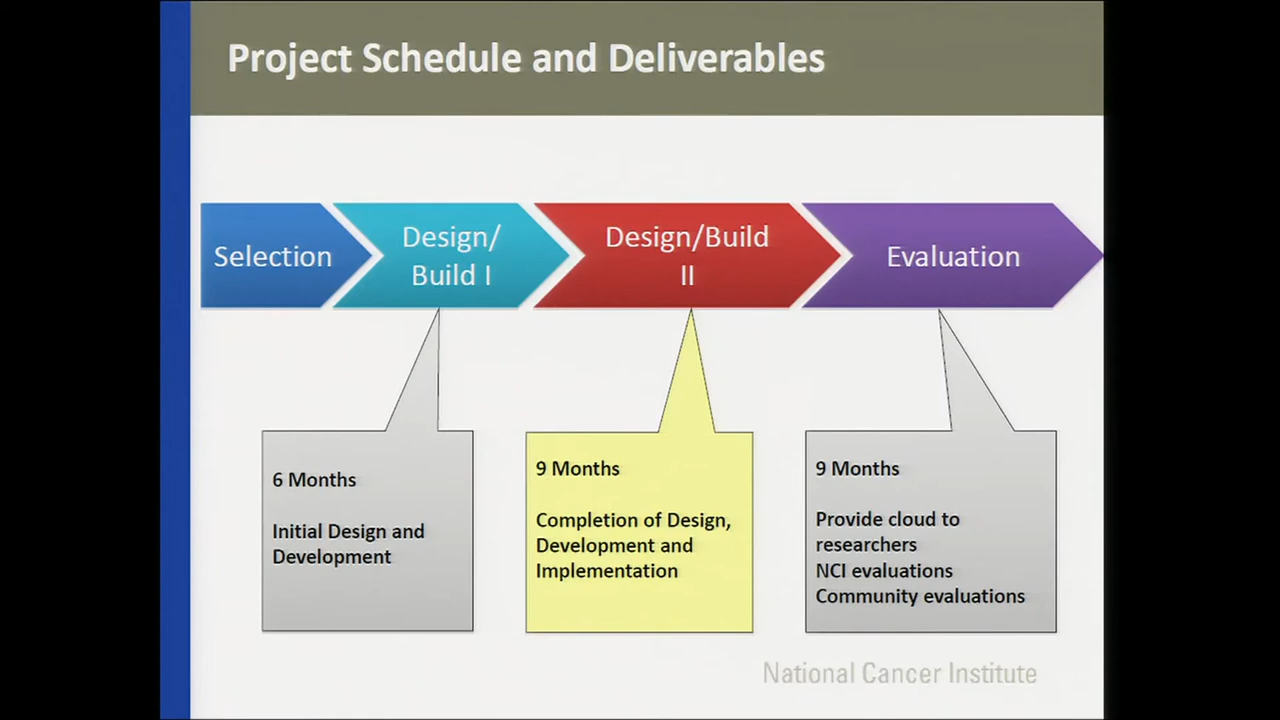 Project Schedule and Deliverables
Selection
Design/
Build I
Design/Build
II
Evaluation
6 Months
Initial Design and
Development
9 Months
Completion of Design,
Development and
Implementation
9 Months
Provide cloud to
researchers
NCI evaluations
Community evaluations
National Cancer Institute